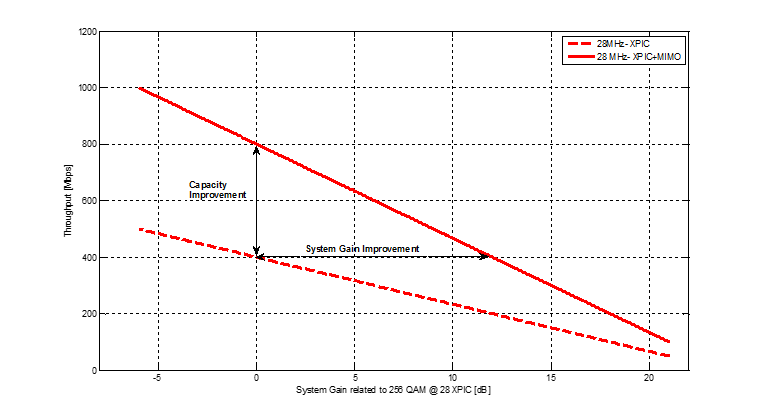 1200
1000
800
600
400
200
0
Throughput [Mbps]
28MHz- XPIC
28 MHz- XPIC+MIMO
Capacity
Improvement
System Gain Improvement
-5
0
5
10
15
20
System Gain related to 256 QAM @ 28 XPIC [dB]